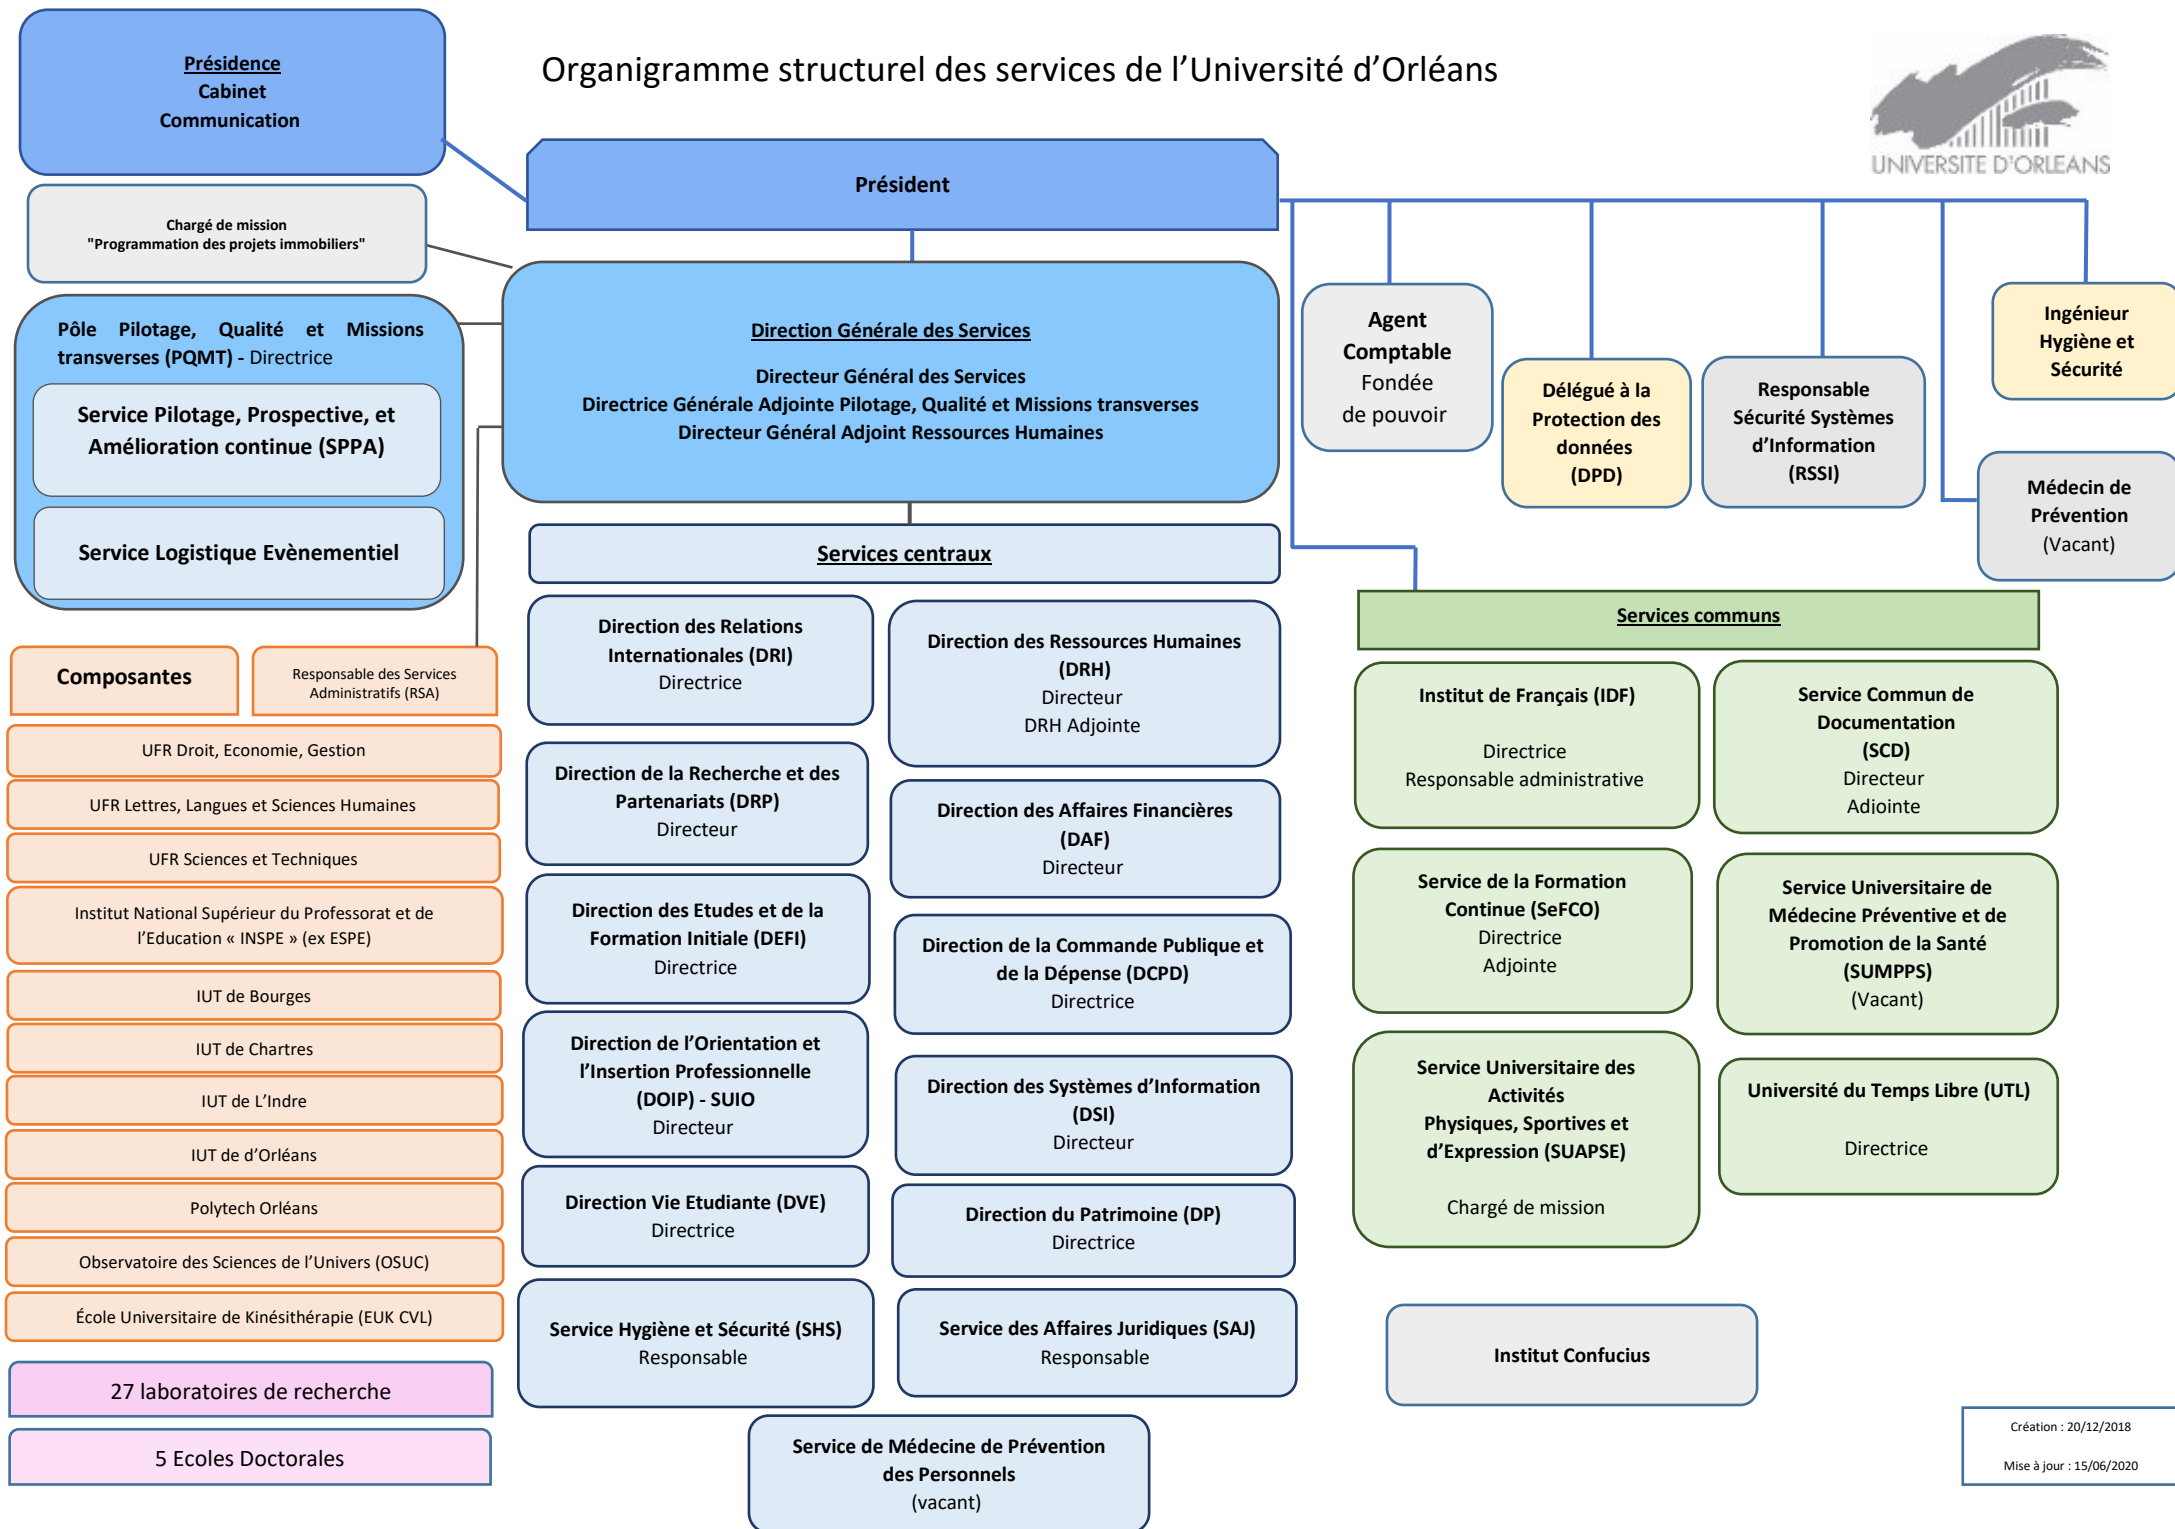 Présidence
Cabinet
Communication
Organigramme structurel des services de l'Université d'Orléans
UNIVERSITE D'ORLEANS
Président
Chargé de mission
"Programmation des projets immobiliers"
Pôle Pilotage, Qualité et Missions
transverses (PQMT) - Directrice
Service Pilotage, Prospective, et
Amélioration continue (SPPA)
Service Logistique Evènementiel
Direction Générale des Services
Directeur Général des Services
Directrice Générale Adjointe Pilotage, Qualité et Missions transverses
Directeur Général Adjoint Ressources Humaines
Agent
Comptable
Fondée
de pouvoir
Délégué à la
Protection des
données
(DPD)
Responsable
Sécurité Systèmes
d'Information
(RSSI)
Ingénieur
Hygiène et
Sécurité
Médecin de
Prévention
(Vacant)
Composantes
Responsable des Services
Administratifs (RSA)
UFR Droit, Economie, Gestion
UFR Lettres, Langues et Sciences Humaines
UFR Sciences et Techniques
Institut National Supérieur du Professorat et de
l'Education « INSPE » (ex ESPE)
IUT de Bourges
IUT de Chartres
IUT de L'Indre
IUT de d'Orléans
Polytech Orléans
Observatoire des Sciences de l'Univers (OSUC)
École Universitaire de Kinésithérapie (EUK CVL)
27 laboratoires de recherche
5 Ecoles Doctorales
Services centraux
Direction des Relations
Internationales (DRI)
Directrice
Direction des Ressources Humaines
(DRH)
Directeur
DRH Adjointe
Direction de la Recherche et des
Partenariats (DRP)
Directeur
Direction des Affaires Financières
(DAF)
Directeur
Direction des Etudes et de la
Formation Initiale (DEFI)
Directrice
Direction de la Commande Publique et
de la Dépense (DCPD)
Directrice
Direction de l'Orientation et
l'Insertion Professionnelle
(DOIP) - SUIO
Directeur
Direction des Systèmes d'Information
(DSI)
Directeur
Direction Vie Etudiante (DVE)
Directrice
Direction du Patrimoine (DP)
Directrice
Service Hygiène et Sécurité (SHS)
Responsable
Service des Affaires Juridiques (SAJ)
Responsable
Service de Médecine de Prévention
des Personnels
(vacant)
Services communs
Institut de Français (IDF)
Directrice
Responsable administrative
Service Commun de
Documentation
(SCD)
Directeur
Adjointe
Service de la Formation
Continue (SeFCO)
Directrice
Adjointe
Service Universitaire de
Médecine Préventive et de
Promotion de la Santé
(SUMPPS)
(Vacant)
Service Universitaire des
Activités
Physiques, Sportives et
d'Expression (SUAPSE)
Chargé de mission
Université du Temps Libre (UTL)
Directrice
Institut Confucius
Création : 20/12/2018
Mise à jour : 15/06/2020